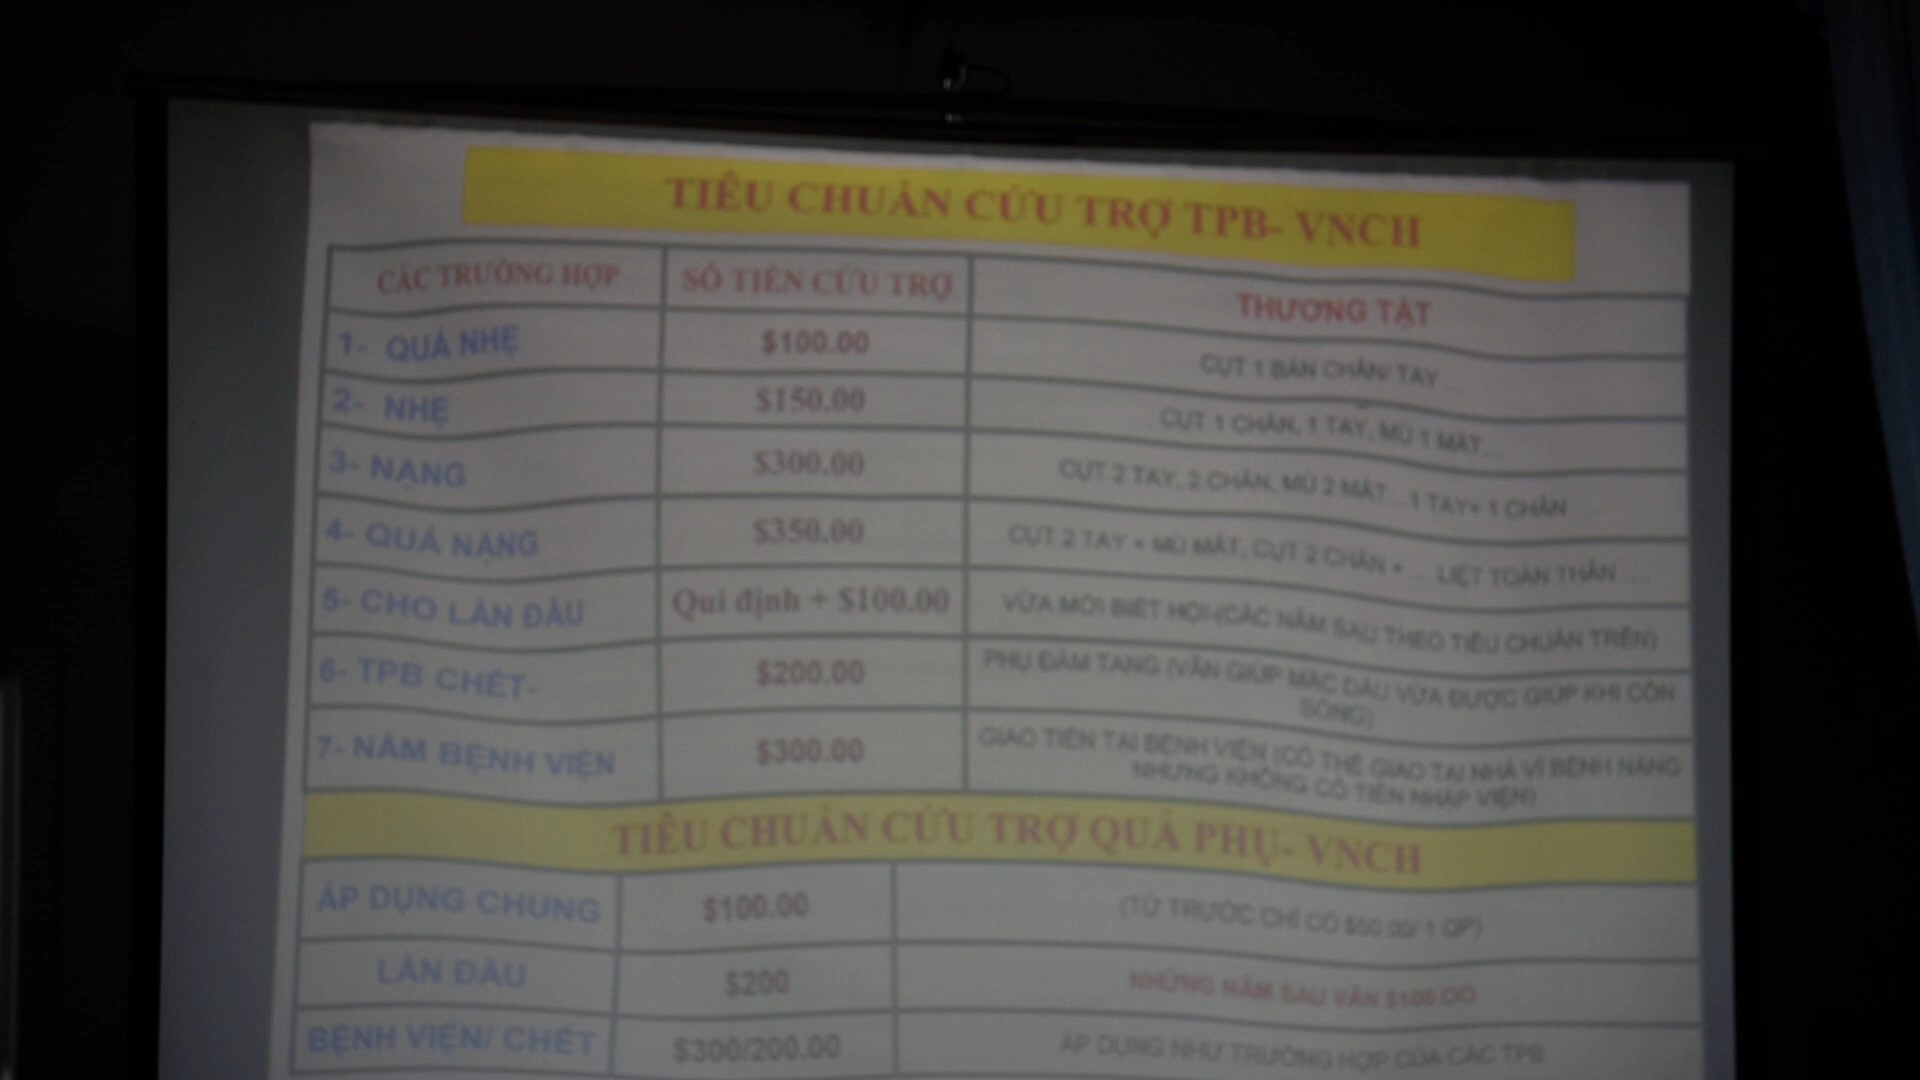 TIÊU CHUẨN CỨU TRỢ TPB- VNCH
CÁC TRƯỜNG HỢP SỐ TIỀN CỨU TRỢ THƯƠNG TẬT
1- QUÁ NHẸ $100.00 CỤT 1 BÀN CHÂN/ TAY ...
2- NHẸ $150.00 CỤT 1 CHÂN, 1 TAY, MÙ 1 MẮT...
3- NẶNG $300.00 CỤT 2 TAY, 2 CHÂN, MÙ 2 MẮT...1 TAY+ 1 CHÂN ...
4- QUÁ NẶNG $350.00 CỤT 2 TAY + MÙ MẮT, CỤT 2 CHÂN + ... LIỆT TOÀN THÂN ....
5- CHO LẦN ĐẦU Qui định + $100.00 VỪA MỚI BIẾT HỘI-(CÁC NĂM SAU THEO TIÊU CHUẨN TRÊN)
6- TPB CHẾT- $200.00 PHỤ ĐÁM TANG (VẪN GIÚP MẶC DẦU VỪA ĐƯỢC GIÚP KHI CÒN
SỐNG)
7- NẰM BỆNH VIỆN $300.00 GIAO TIỀN TẠI BỆNH VIỆN (CÓ THỂ GIAO TẠI NHÀ VÌ BỆNH NẶNG
NHƯNG KHÔNG CÓ TIỀN NHẬP VIỆN)
TIÊU CHUẨN CỨU TRỢ QUẢ PHỤ- VNCH
ÁP DỤNG CHUNG $100.00 (TỪ TRƯỚC CHỈ CÓ $50.00/ 1 QP)
LẦN ĐẦU $200 NHỮNG NĂM SAU VẪN $100.00
BỆNH VIỆN/ CHẾT $300/200.00 ÁP DỤNG NHƯ TRƯỜNG HỢP CỦA CÁC TPB